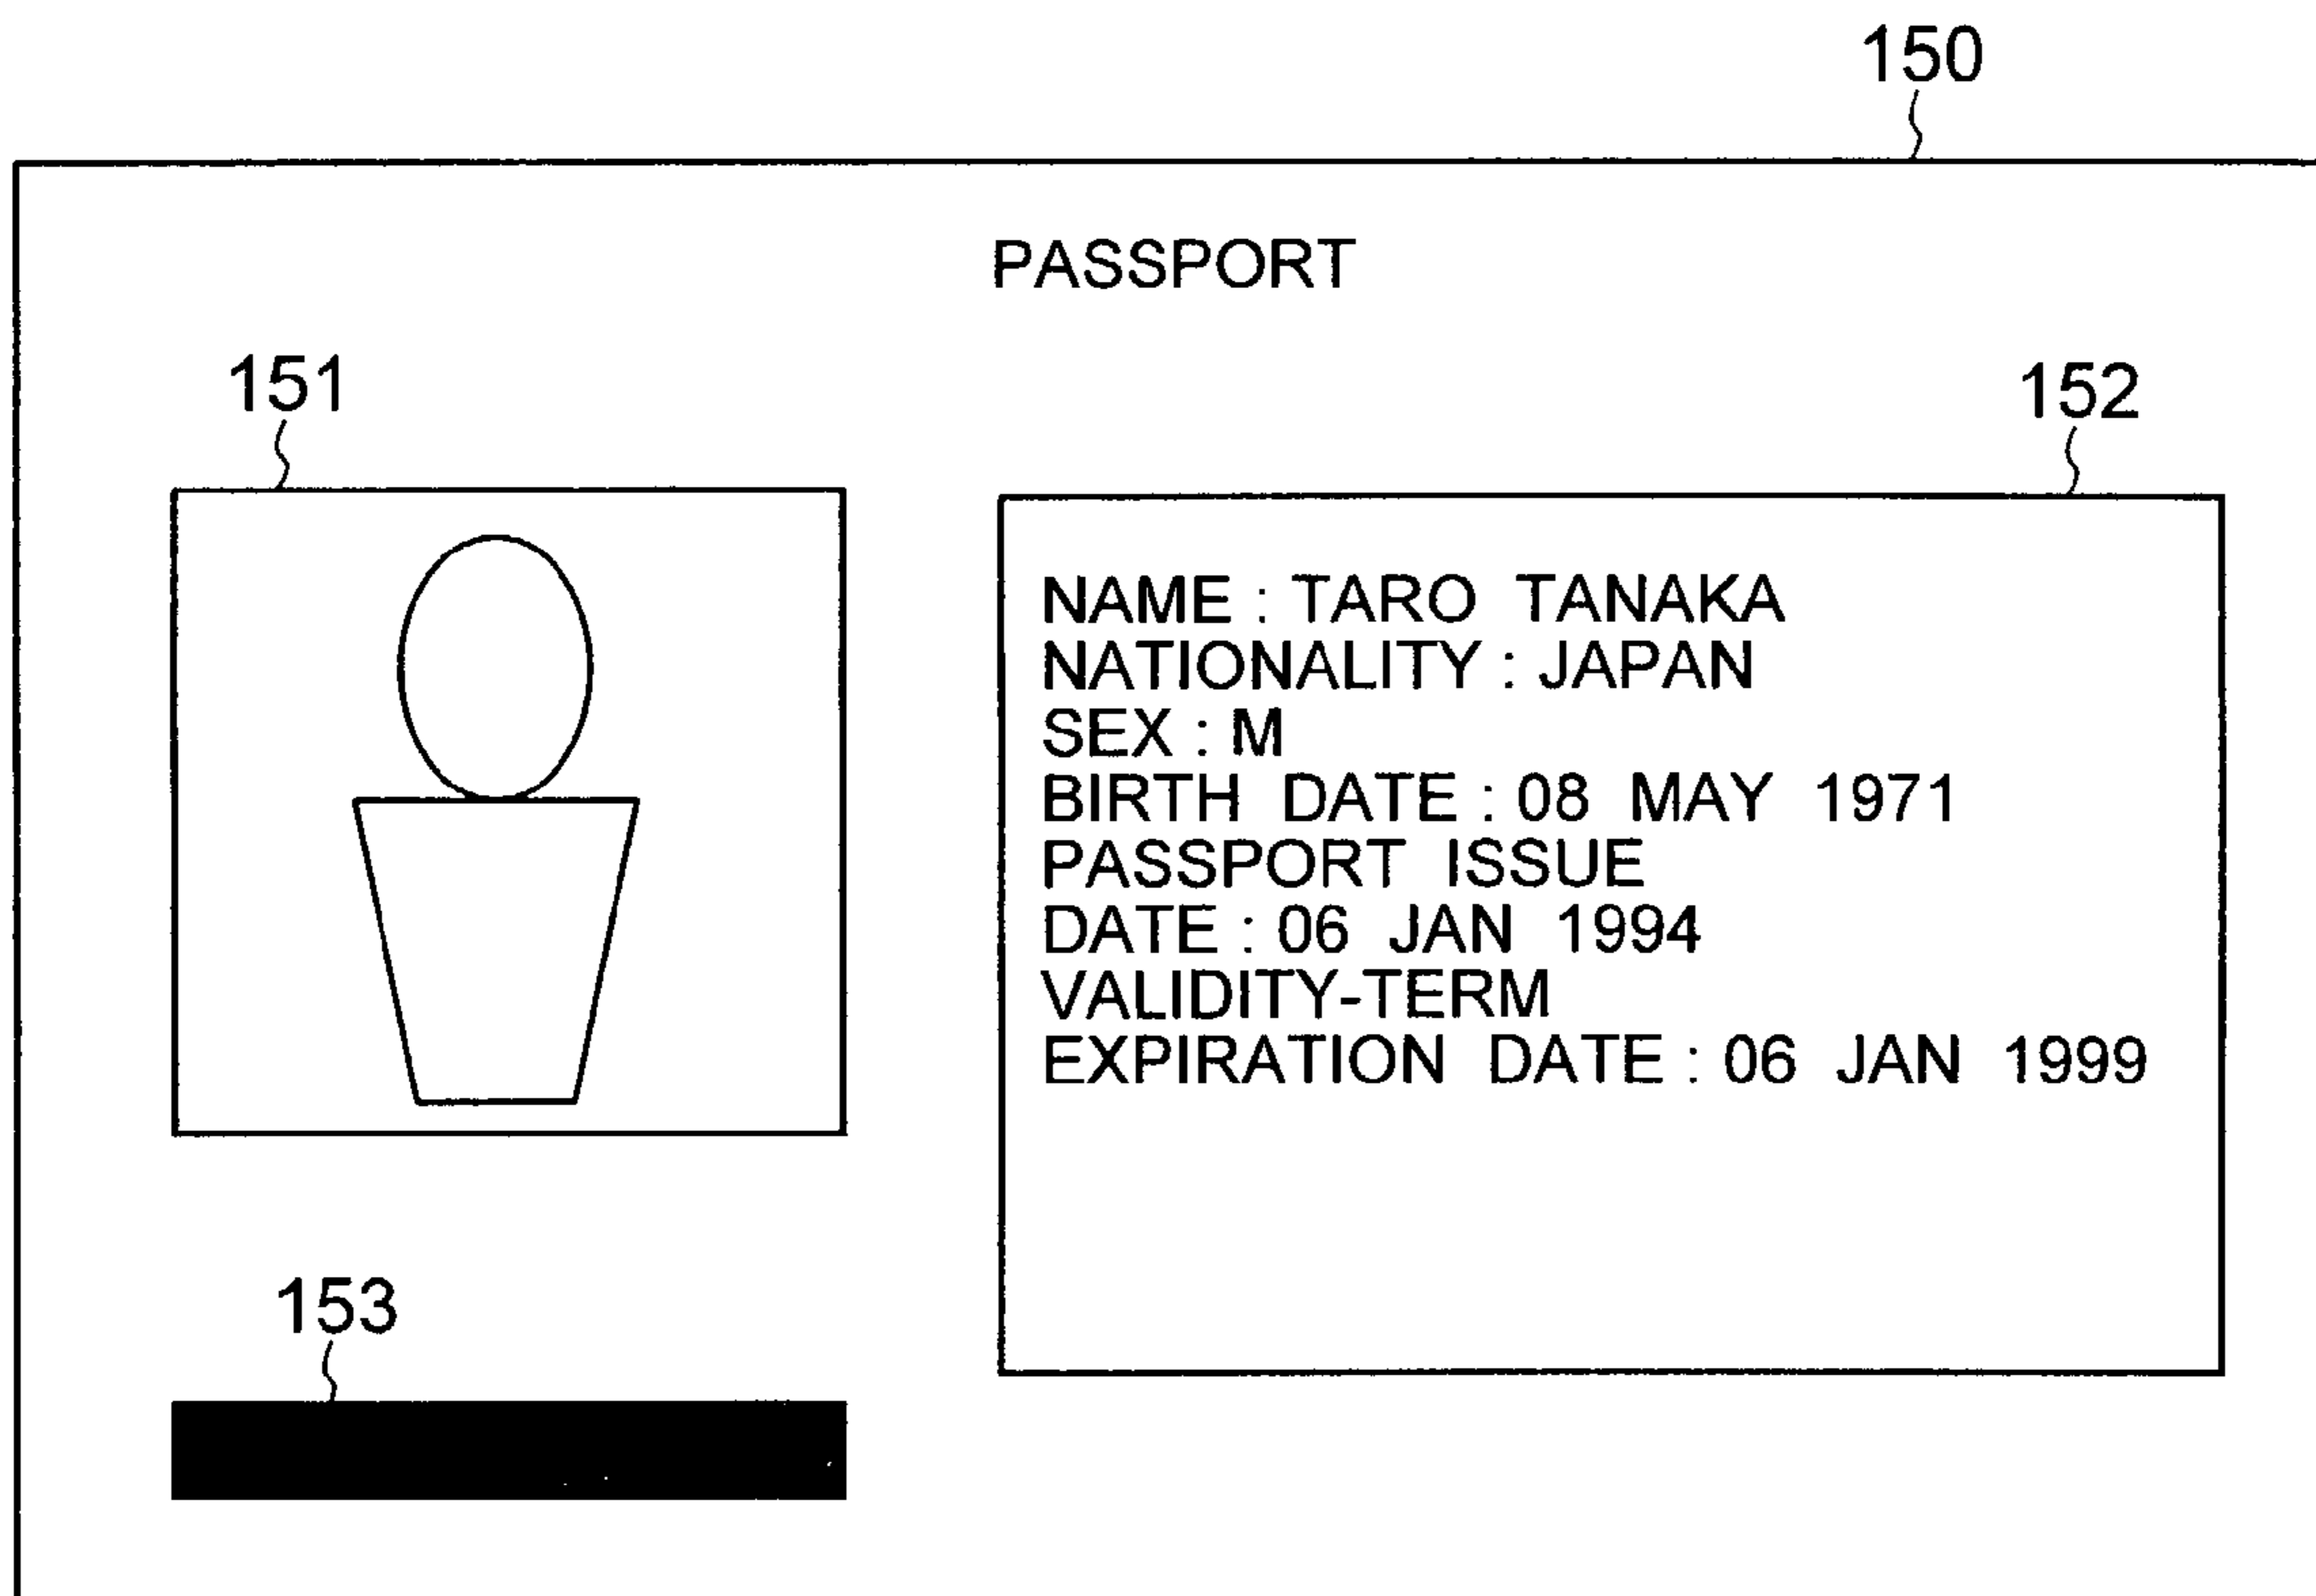 150
PASSPORT
151
152
NAME : TARO TANAKA
NATIONALITY : JAPAN
SEX : M
BIRTH DATE : 08 MAY 1971
PASSPORT ISSUE
DATE : 06 JAN 1994
VALIDITY-TERM
EXPIRATION DATE : 06 JAN 1999
153